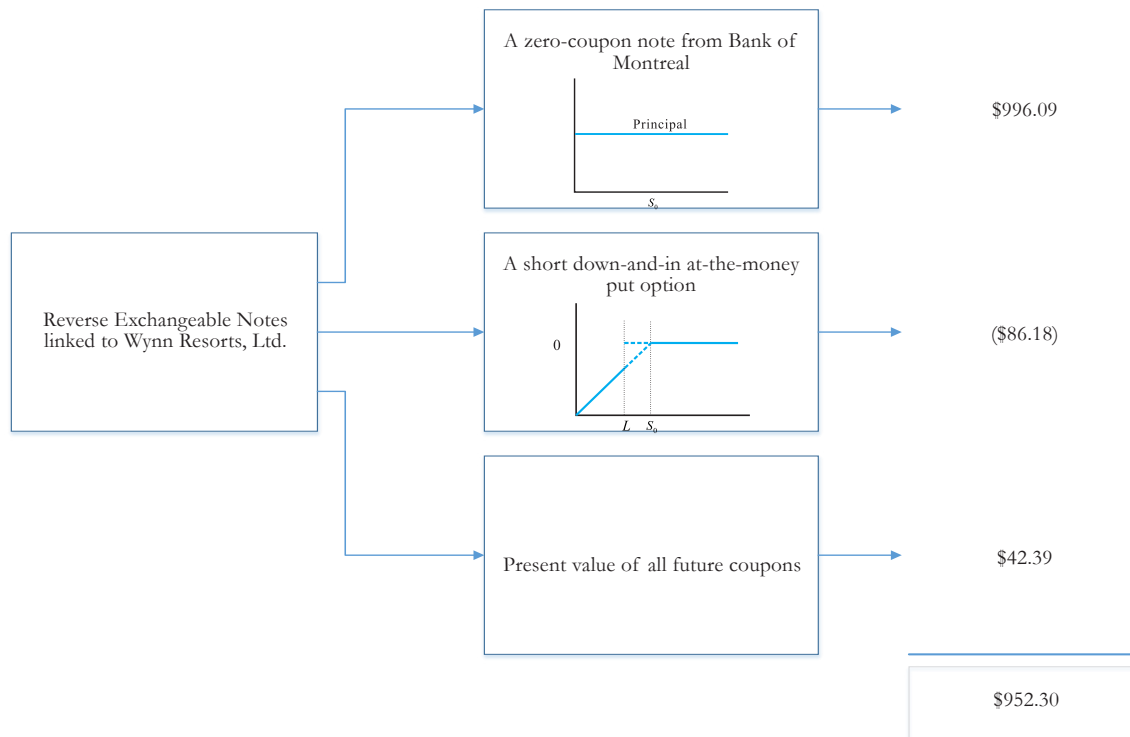 A zero-coupon note from Bank of
Montreal
Principal
S₀
$996.09
Reverse Exchangeable Notes
linked to Wynn Resorts, Ltd.
A short down-and-in at-the-money
put option
0
L S₀
($86.18)
Present value of all future coupons
$42.39
$952.30